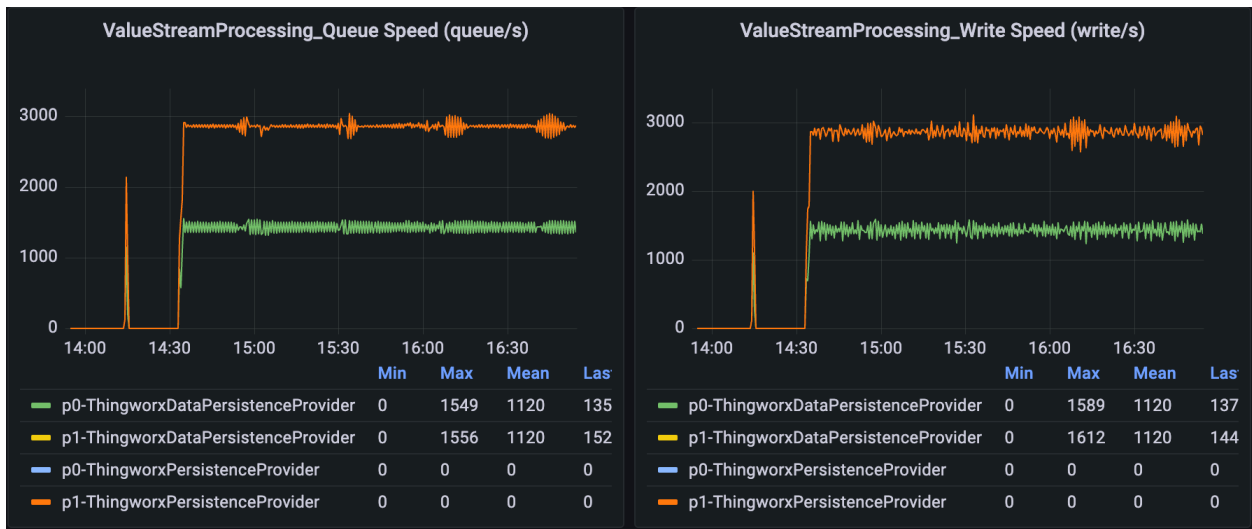 ValueStreamProcessing_Queue Speed (queue/s)
3000
2000
1000
0
14:00 14:30 15:00 15:30 16:00 16:30
Min Max Mean Las
p0-ThingworxDataPersistenceProvider 0 1549 1120 135
p1-ThingworxDataPersistenceProvider 0 1556 1120 152
p0-ThingworxPersistenceProvider 0 0 0 0
p1-ThingworxPersistenceProvider 0 0 0 0
ValueStreamProcessing_Write Speed (write/s)
3000
2000
1000
0
14:00 14:30 15:00 15:30 16:00 16:30
Min Max Mean Las
p0-ThingworxDataPersistenceProvider 0 1589 1120 137
p1-ThingworxDataPersistenceProvider 0 1612 1120 144
p0-ThingworxPersistenceProvider 0 0 0 0
p1-ThingworxPersistenceProvider 0 0 0 0